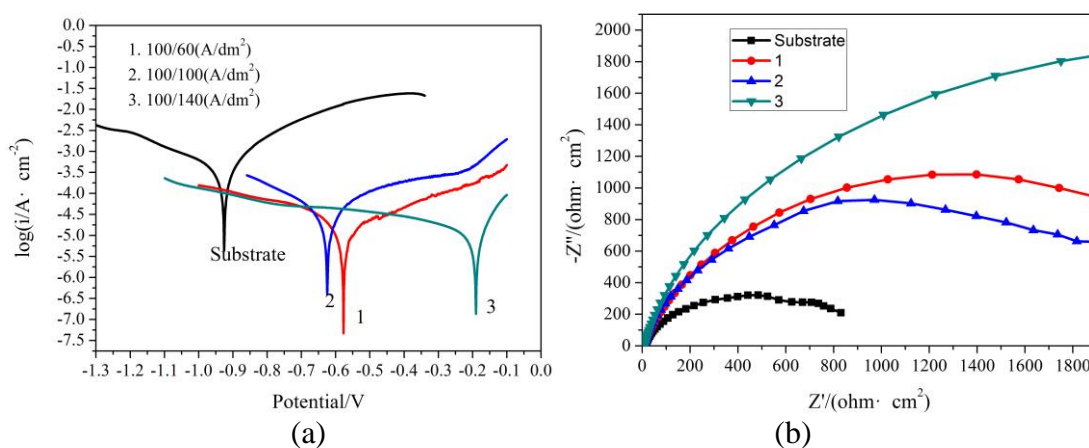 1. 100/60(A/dm²)
2. 100/100(A/dm²)
3. 100/140(A/dm²)
0.0
-0.5
-1.0
-1.5
-2.0
-2.5
-3.0
-3.5
-4.0
-4.5
-5.0
-5.5
-6.0
-6.5
-7.0
-7.5
log(i/A· cm⁻²)
Substrate
2
1
3
-1.3 -1.2 -1.1 -1.0 -0.9 -0.8 -0.7 -0.6 -0.5 -0.4 -0.3 -0.2 -0.1 0.0
Potential/V
(a)
Substrate
1
2
3
2000
1800
1600
1400
1200
1000
800
600
400
200
0
-Z"/(ohm· cm²)
0 200 400 600 800 1000 1200 1400 1600 1800
Z'/(ohm· cm²)
(b)